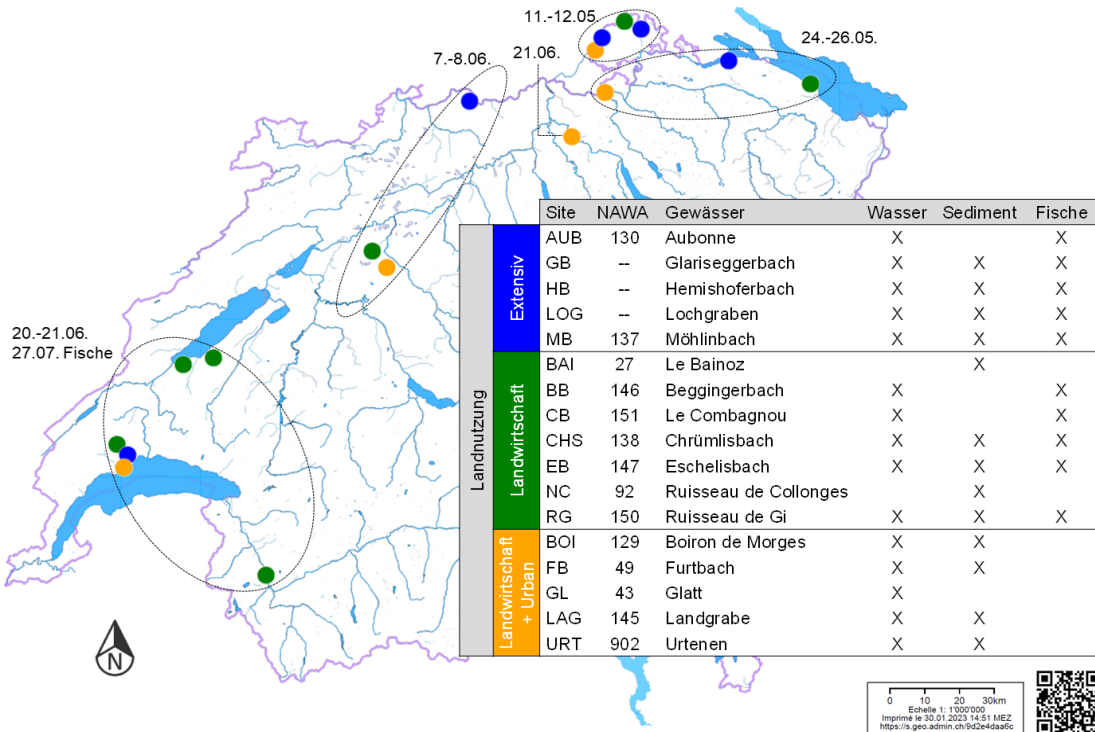 11.-12.05.
24.-26.05.
7.-8.06.
21.06.
20.-21.06.
27.07. Fische
Site NAWA Gewässer Wasser Sediment Fische
Landnutzung
Extensiv
AUB 130 Aubonne X X
GB -- Glariseggerbach X X X
HB -- Hemishoferbach X X X
LOG -- Lochgraben X X X
MB 137 Möhlinbach X X X
Landwirtschaft
BAI 27 Le Bainoz X
BB 146 Beggingerbach X X
CB 151 Le Combagnou X X
CHS 138 Chrümlisbach X X X
EB 147 Eschelisbach X X X
NC 92 Ruisseau de Collonges X
RG 150 Ruisseau de Gi X X X
Landwirtschaft
+ Urban
BOI 129 Boiron de Morges X X
FB 49 Furtbach X X
GL 43 Glatt X
LAG 145 Landgrabe X X
URT 902 Urtenen X X
N
0 10 20 30km
Echelle 1: 1'000'000
Imprimé le 30.01.2023 14:51 MEZ
https://s.geo.admin.ch/9d2e4daa6c